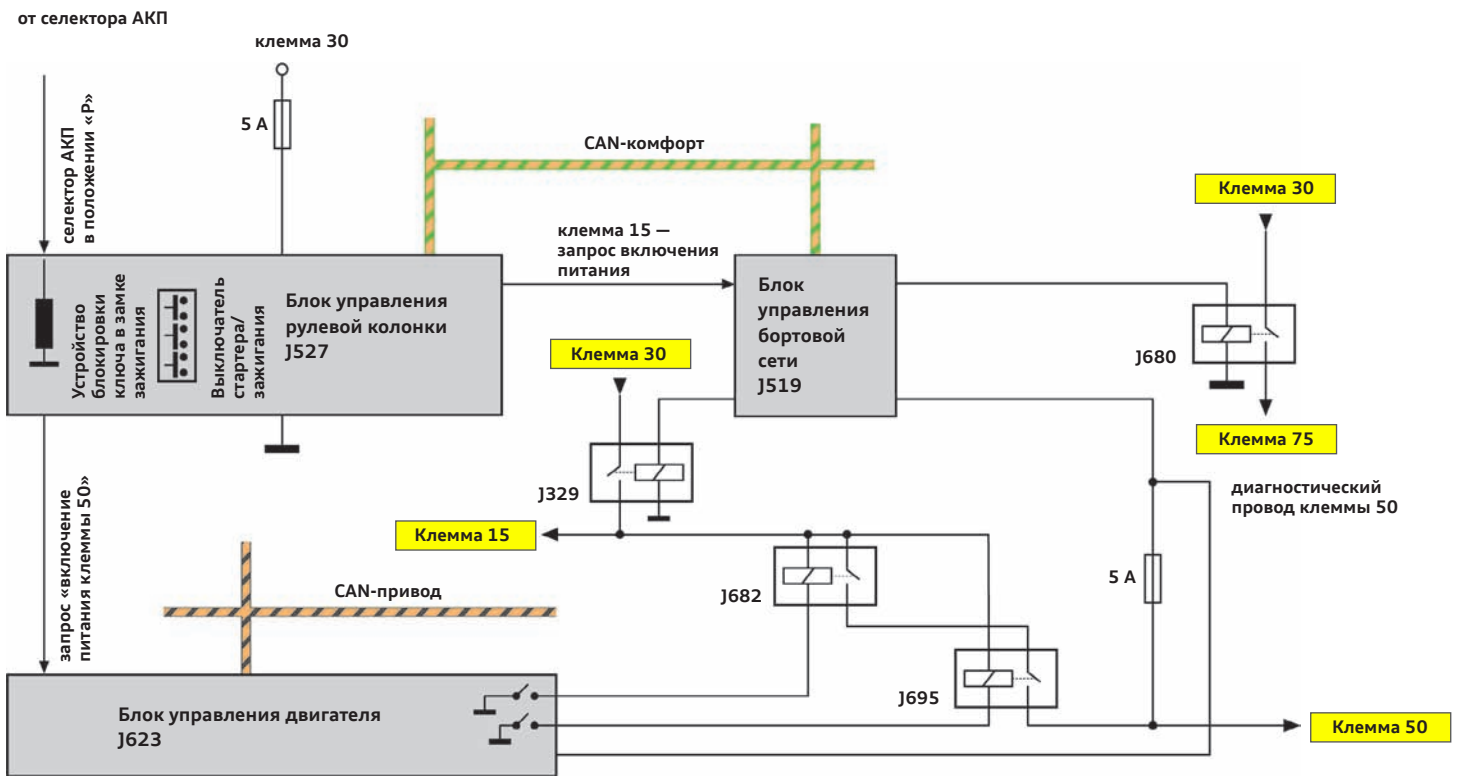 от селектора АКП
клемма 30
селектор АКП
в положении «P»
5 А
CAN-комфорт
Клемма 30
клемма 15 —
запрос включения
питания
Устройство
блокировки
ключа в замке
зажигания
Выключатель
стартера/
зажигания
Блок управления
рулевой колонки
J527
Блок
управления
бортовой
сети
J519
Клемма 30
J680
Клемма 75
J329
диагностический
провод клеммы 50
запрос «включение
питания клеммы 50»
Клемма 15
CAN-привод
J682
5 А
J695
Блок управления двигателя
J623
Клемма 50